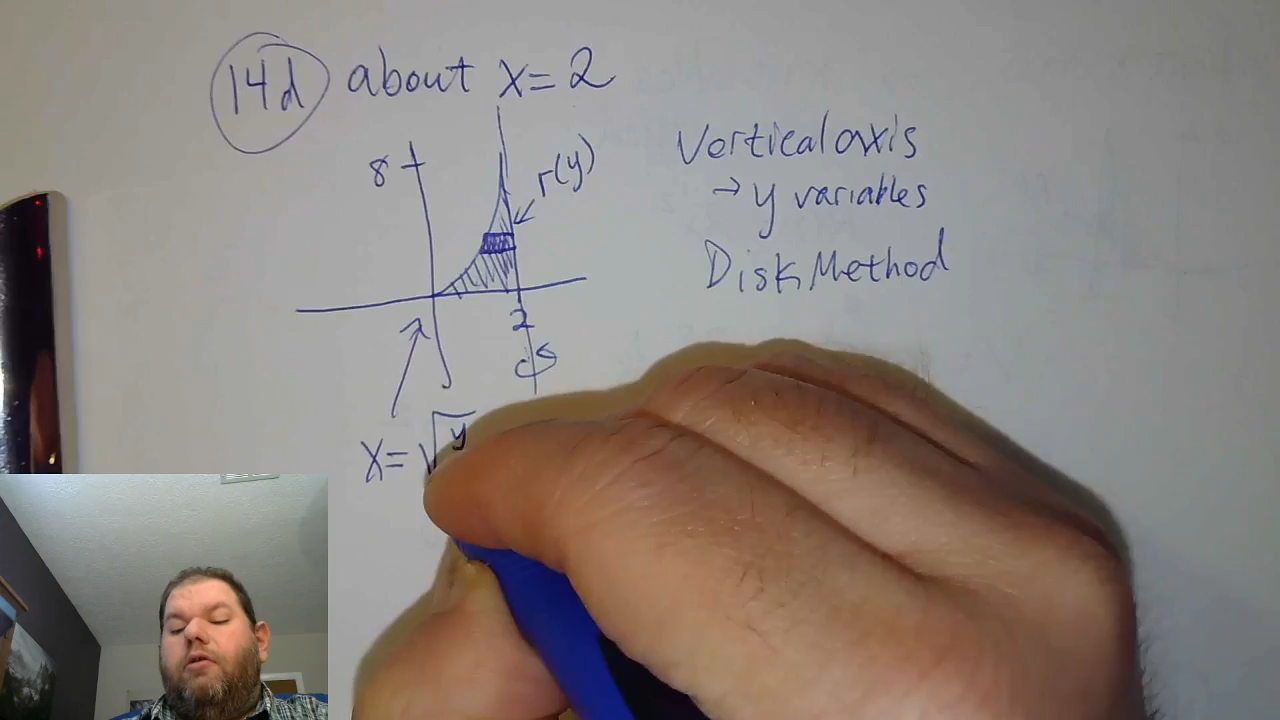 14d about x=2
Vertical axis
→ y variables
Disk Method
8
r(y)
2
x=√y